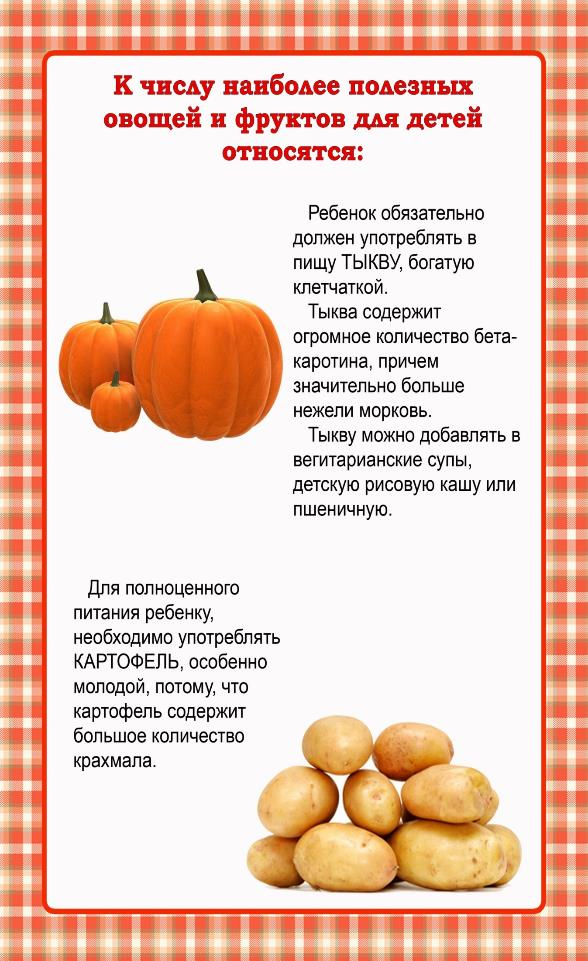 К числу наиболее полезных
овощей и фруктов для детей
относятся:
Ребенок обязательно
должен употреблять в
пищу ТЫКВУ, богатую
клетчаткой.
Тыква содержит
огромное количество бета-
каротина, причем
значительно больше
нежели морковь.
Тыкву можно добавлять в
вегитарианские супы,
детскую рисовую кашу или
пшеничную.
Для полноценного
питания ребенку,
необходимо употреблять
КАРТОФЕЛЬ, особенно
молодой, потому, что
картофель содержит
большое количество
крахмала.